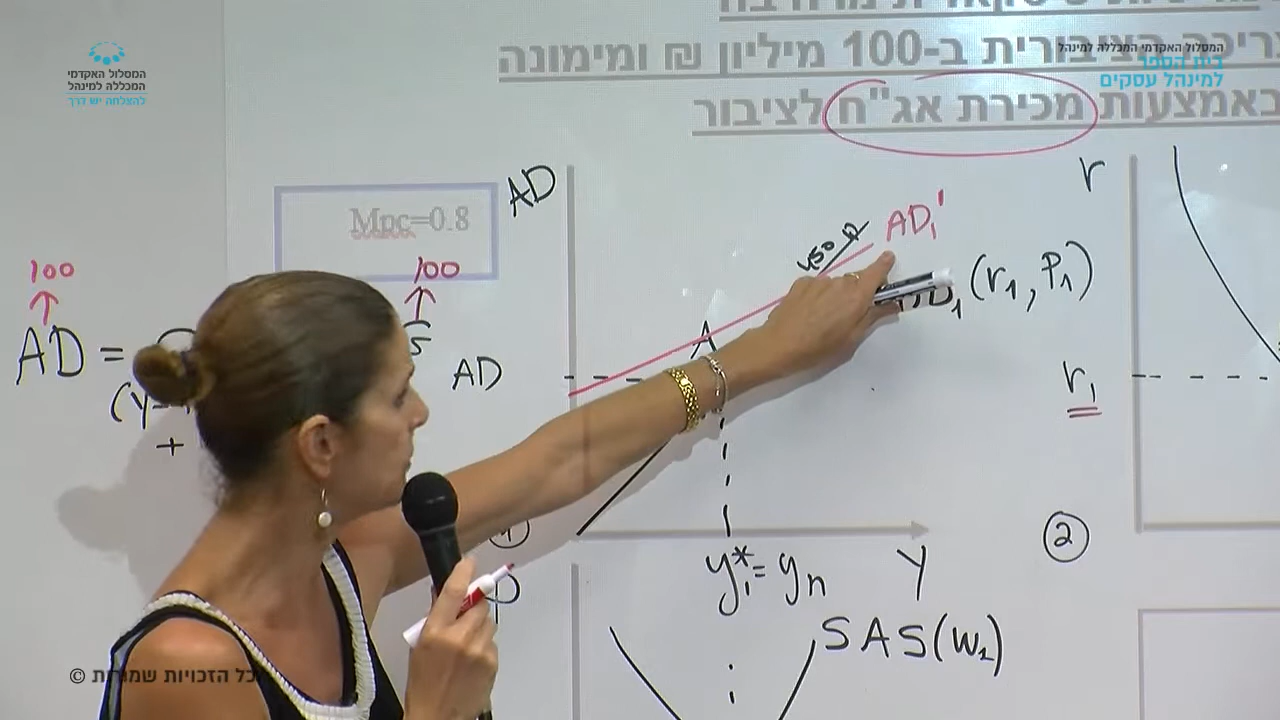 המסלול האקדמי
המכללה למינהל
להצלחה יש דרך
המסלול האקדמי המכללה למינהל
בית הספר
למינהל עסקים
הציבורית ב-100 מיליון ₪ ומימונה
באמצעות מכירת אג"ח לציבור
Mpc=0.8
100
100
AD =
AD
AD
45°
AD₁'
(r₁, P₁)
A
r
r₁
+
1
2
y₁* = yₙ
Y
P
SAS(W₁)
כל הזכויות שמורות ©